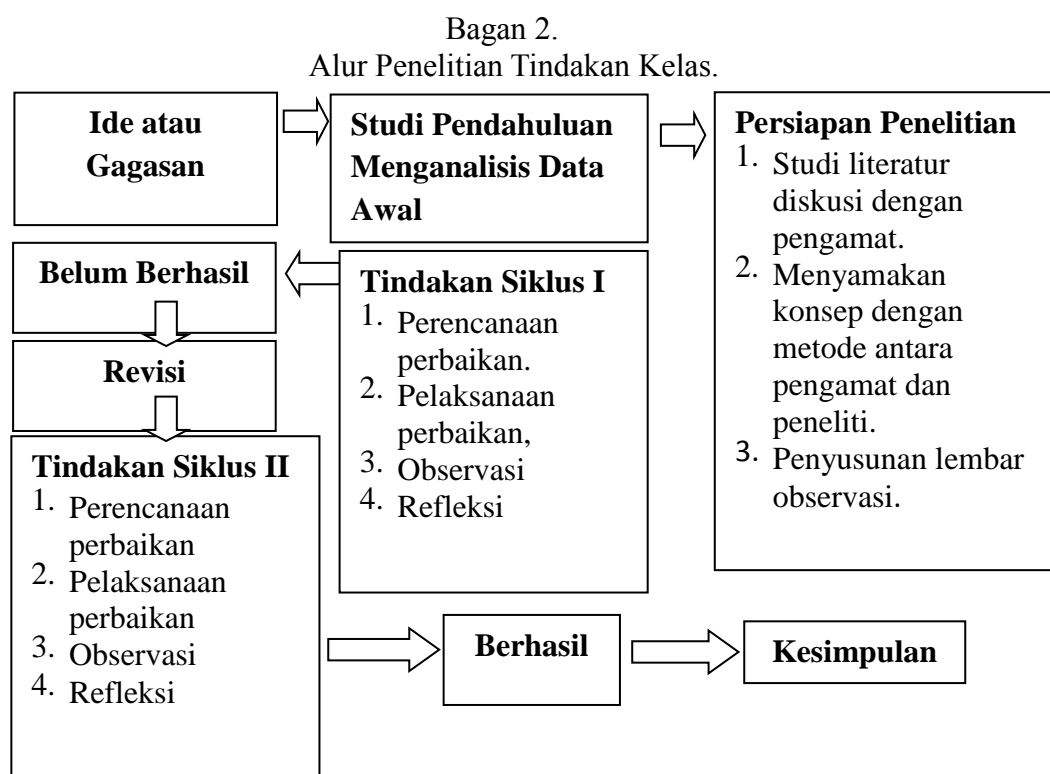 Bagan 2.
Alur Penelitian Tindakan Kelas.
Ide atau
Gagasan
Studi Pendahuluan
Menganalisis Data
Awal
Persiapan Penelitian
1. Studi literatur
diskusi dengan
pengamat.
2. Menyamakan
konsep dengan
metode antara
pengamat dan
peneliti.
3. Penyusunan lembar
observasi.
Tindakan Siklus I
1. Perencanaan
perbaikan.
2. Pelaksanaan
perbaikan,
3. Observasi
4. Refleksi
Belum Berhasil
Revisi
Tindakan Siklus II
1. Perencanaan
perbaikan
2. Pelaksanaan
perbaikan
3. Observasi
4. Refleksi
Berhasil
Kesimpulan